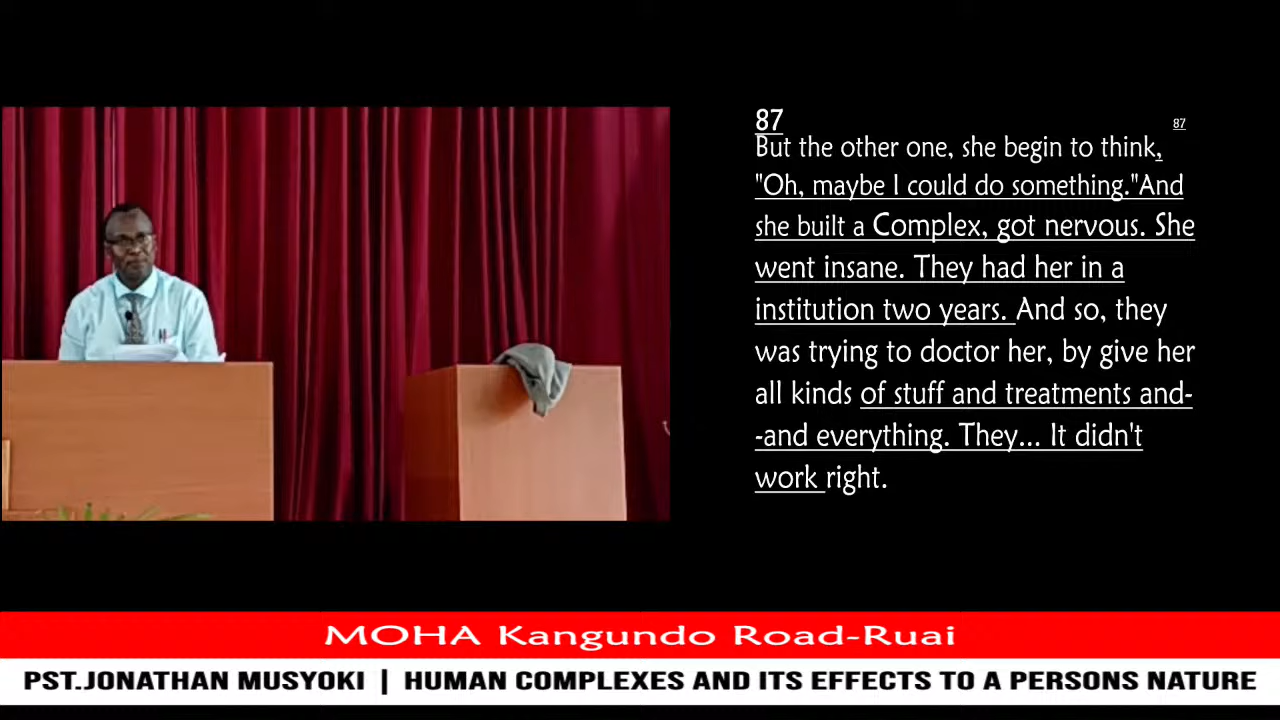 87
87
But the other one, she begin to think,
"Oh, maybe I could do something."And
she built a Complex, got nervous. She
went insane. They had her in a
institution two years. And so, they
was trying to doctor her, by give her
all kinds of stuff and treatments and-
-and everything. They... It didn't
work right.
MOHA Kangundo Road-Ruai
PST.JONATHAN MUSYOKI | HUMAN COMPLEXES AND ITS EFFECTS TO A PERSONS NATURE